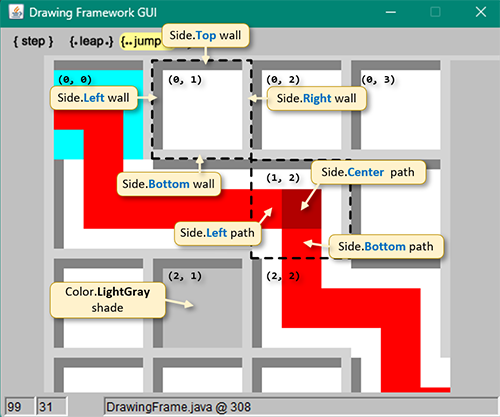 Drawing Framework GUI
{ step }
{.leap.}
{..jump
Side.Top wall
(0, 0)
(0, 1)
(0, 2)
(0, 3)
Side.Left wall
Side.Right wall
Side.Bottom wall
(1, 2)
Side.Center path
Side.Left path
Side.Bottom path
(2, 1)
(2, 2)
Color.LightGray
shade
99
31
DrawingFrame.java @ 308